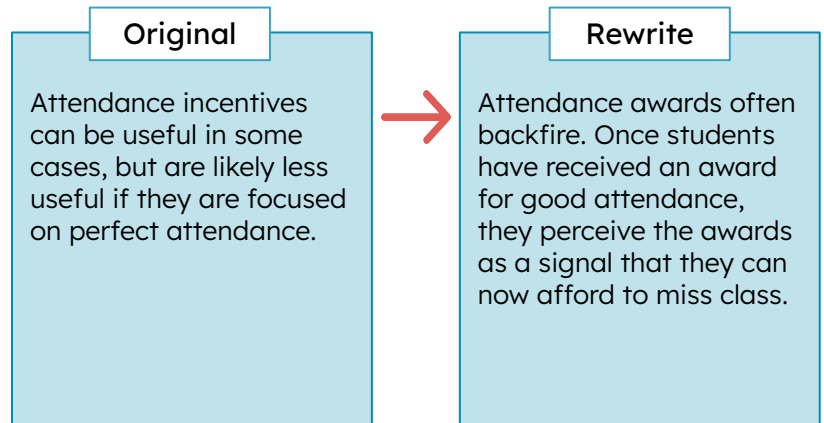 Original
Attendance incentives
can be useful in some
cases, but are likely less
useful if they are focused
on perfect attendance.
Rewrite
Attendance awards often
backfire. Once students
have received an award
for good attendance,
they perceive the awards
as a signal that they can
now afford to miss class.